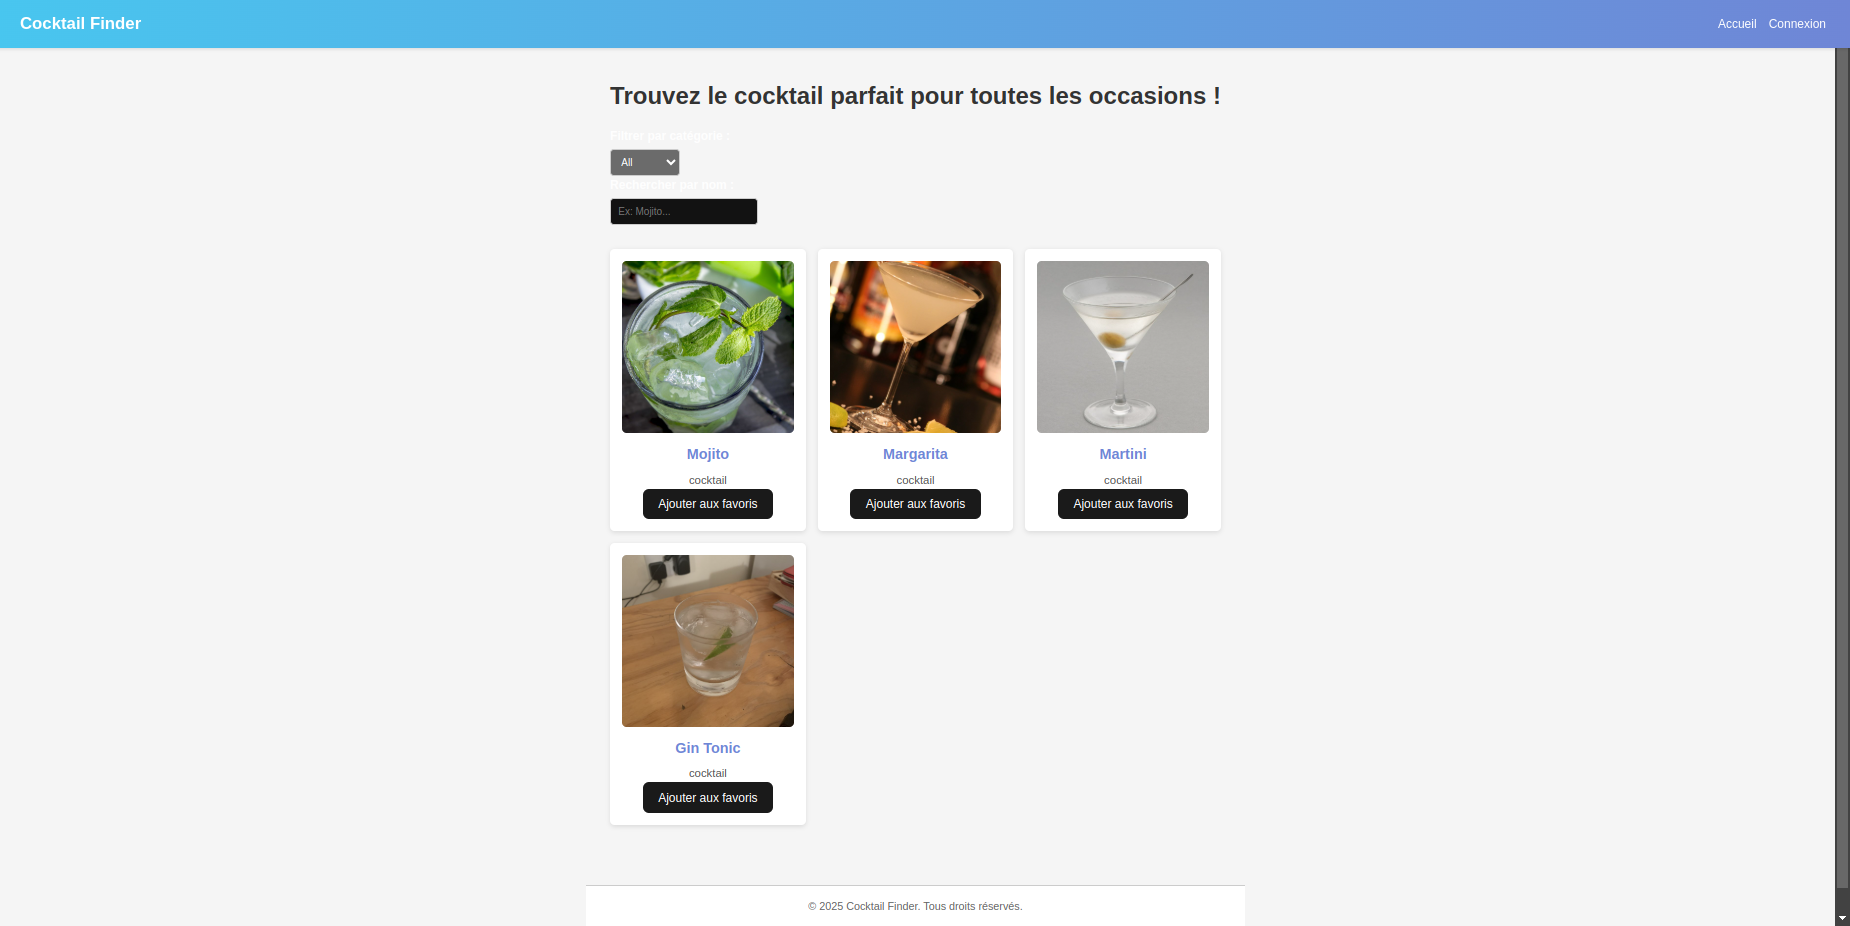 Cocktail Finder
Accueil Connexion
Trouvez le cocktail parfait pour toutes les occasions !
Filtrer par catégorie
All
Rechercher par nom :
Ex: Mojito...
Mojito
cocktail
Ajouter aux favoris
Margarita
cocktail
Ajouter aux favoris
Martini
cocktail
Ajouter aux favoris
Gin Tonic
cocktail
Ajouter aux favoris
© 2025 Cocktail Finder. Tous droits réservés.